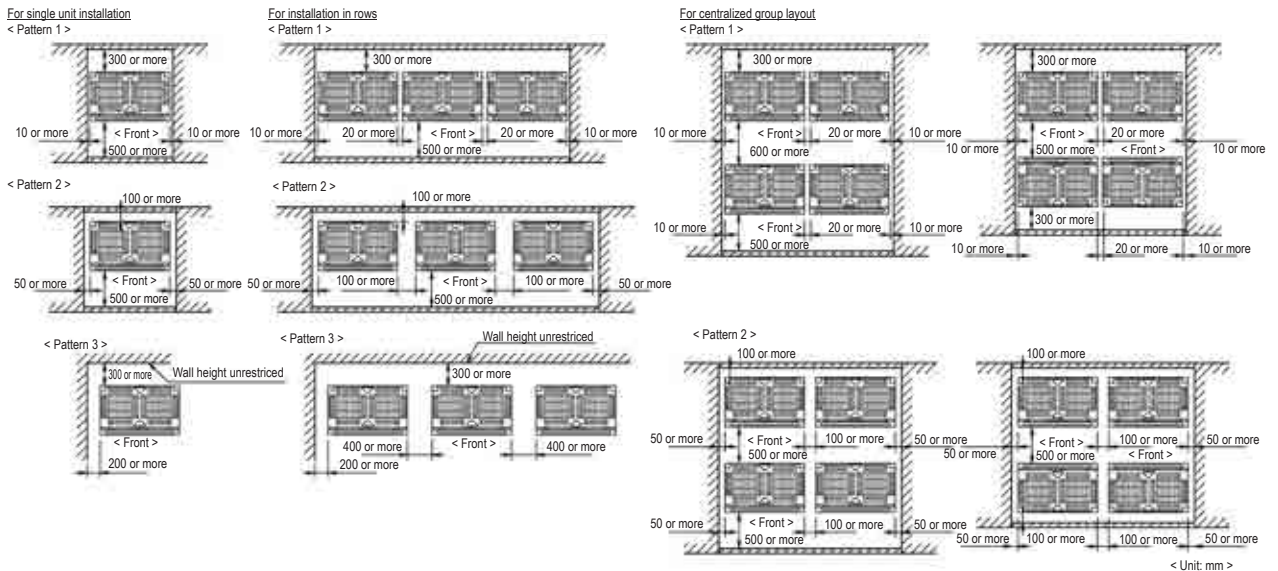 For single unit installation
< Pattern 1 >
300 or more
10 or more
< Front >
10 or more
500 or more
< Pattern 2 >
100 or more
50 or more
< Front >
50 or more
500 or more
< Pattern 3 >
300 or more
Wall height unrestriced
< Front >
200 or more
For installation in rows
< Pattern 1 >
300 or more
10 or more
20 or more
< Front >
20 or more
10 or more
500 or more
< Pattern 2 >
100 or more
50 or more
100 or more
< Front >
100 or more
50 or more
500 or more
< Pattern 3 >
Wall height unrestriced
300 or more
400 or more
< Front >
400 or more
200 or more
For centralized group layout
< Pattern 1 >
300 or more
10 or more
< Front >
20 or more
10 or more
600 or more
10 or more
< Front >
20 or more
10 or more
500 or more
300 or more
< Front >
20 or more
10 or more
500 or more
< Front >
10 or more
300 or more
10 or more
20 or more
10 or more
< Pattern 2 >
100 or more
50 or more
< Front >
100 or more
50 or more
500 or more
50 or more
< Front >
100 or more
50 or more
500 or more
100 or more
< Front >
100 or more
50 or more
50 or more
500 or more
< Front >
50 or more
100 or more
100 or more
50 or more
< Unit: mm >